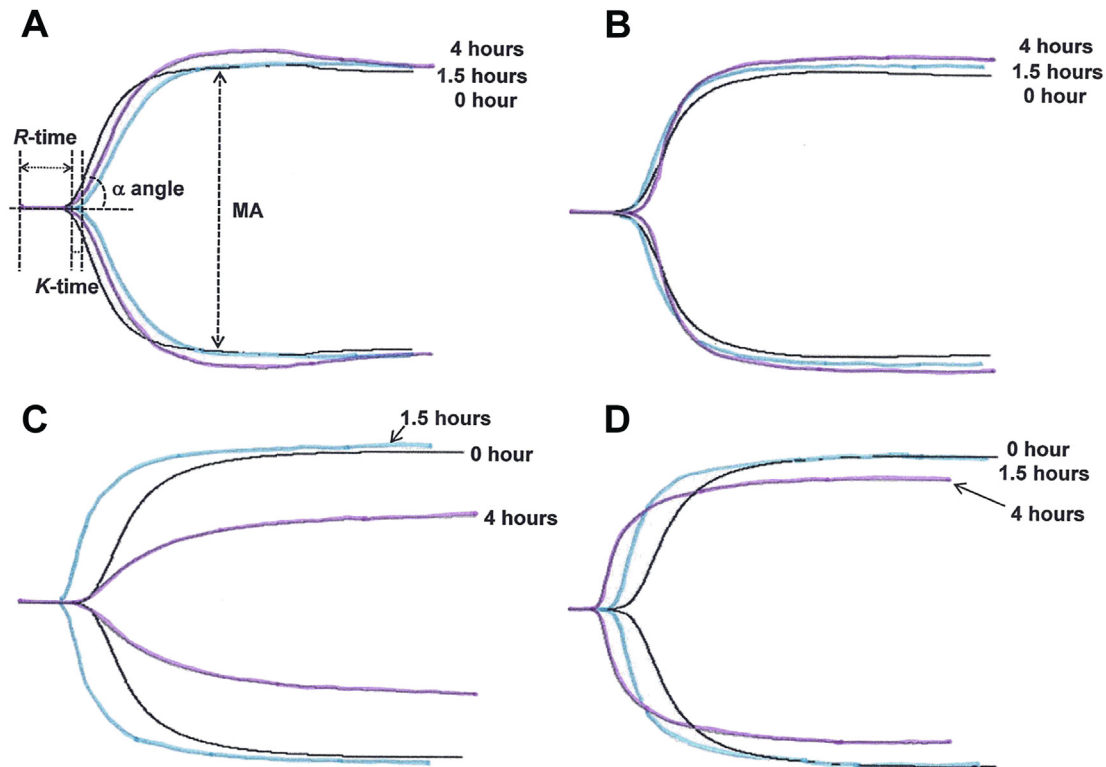 A
4 hours
1.5 hours
0 hour
R-time
α angle
MA
K-time
B
4 hours
1.5 hours
0 hour
C
1.5 hours
0 hour
4 hours
D
0 hour
1.5 hours
4 hours